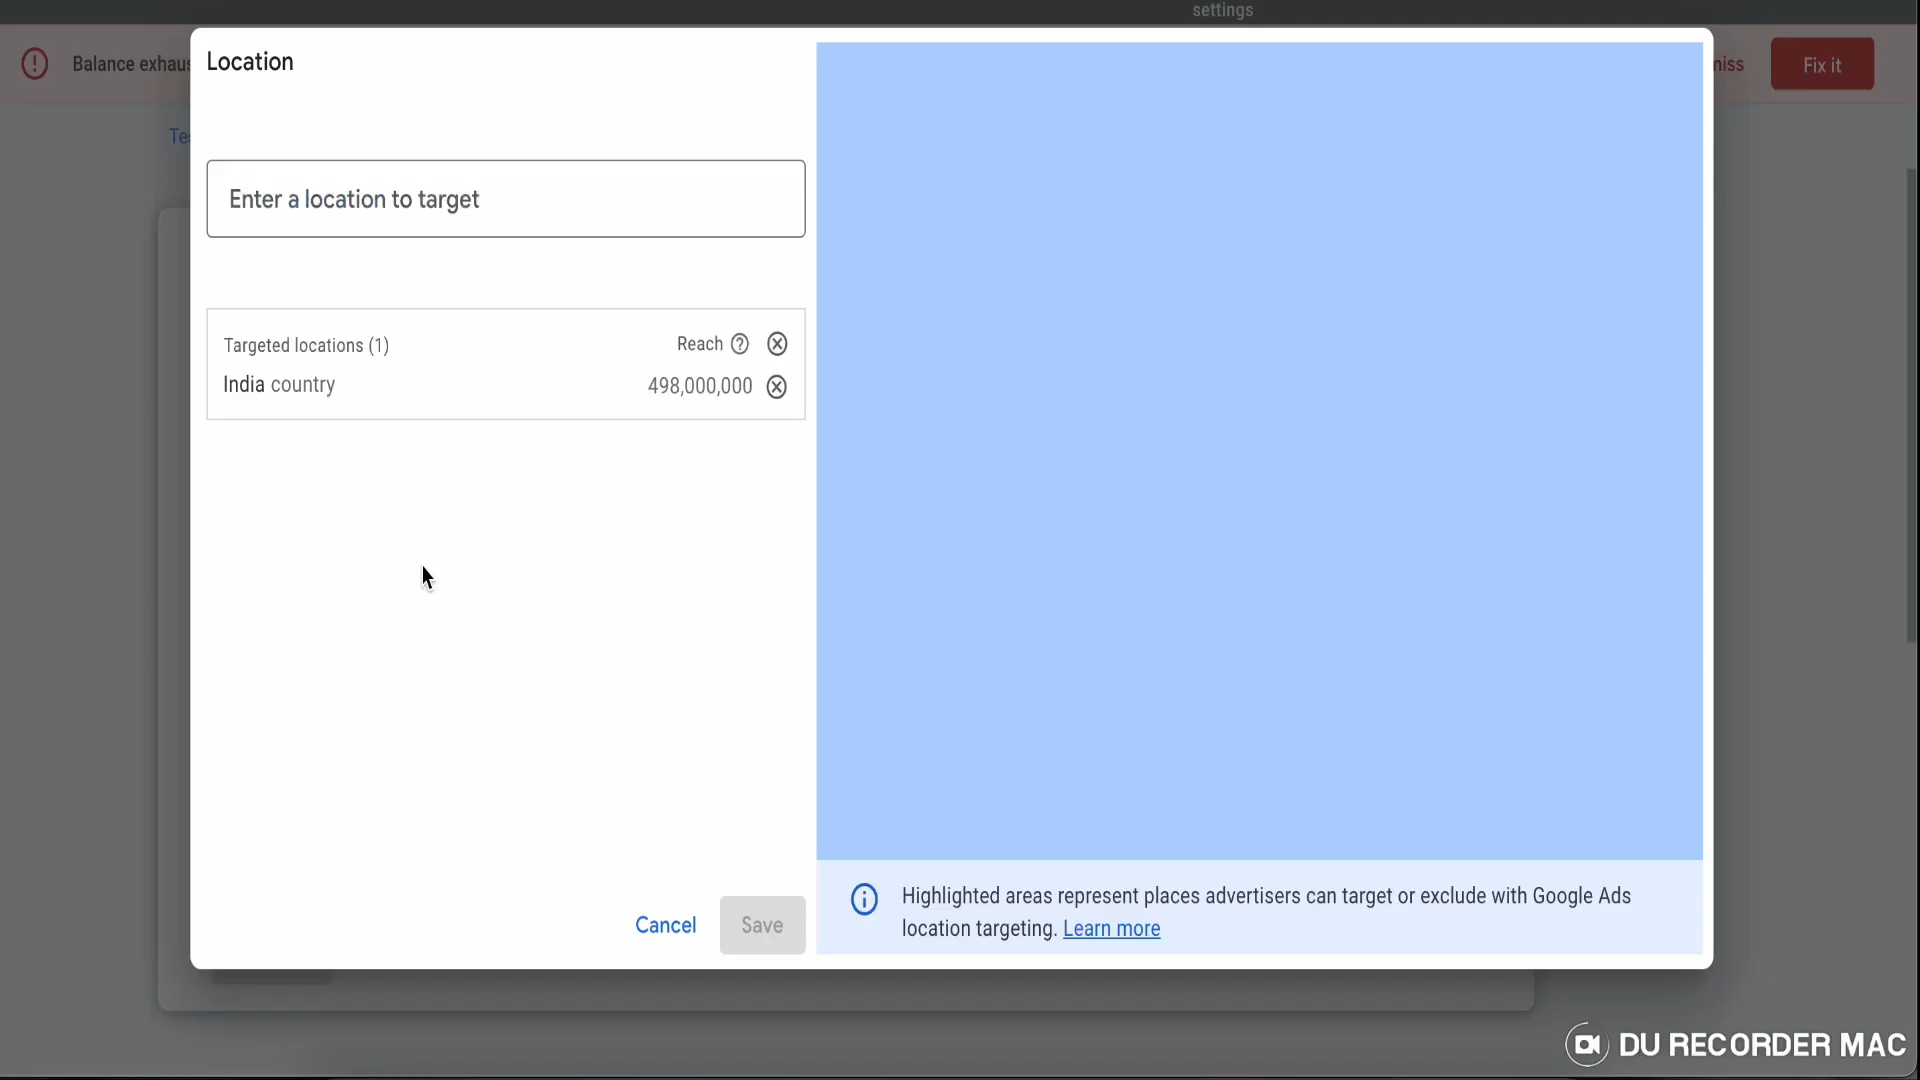 settings
Balance
Fix it
Location
Enter a location to target
Targeted locations (1)
Reach
India country
498,000,000
Cancel
Save
Highlighted areas represent places advertisers can target or exclude with Google Ads
location targeting. Learn more
DU RECORDER MAC